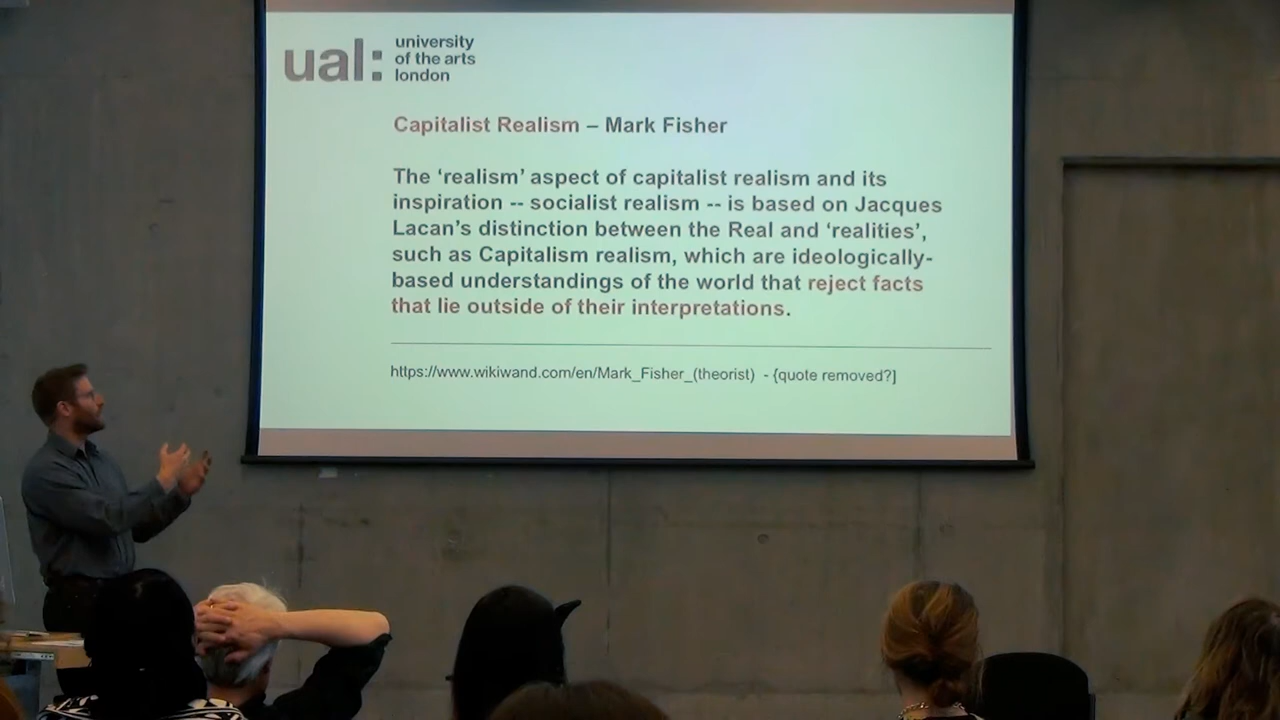 ual:
university
of the arts
london
Capitalist Realism – Mark Fisher
The ‘realism’ aspect of capitalist realism and its
inspiration -- socialist realism -- is based on Jacques
Lacan’s distinction between the Real and ‘realities’,
such as Capitalism realism, which are ideologically-
based understandings of the world that reject facts
that lie outside of their interpretations.
https://www.wikiwand.com/en/Mark_Fisher_(theorist) - {quote removed?]